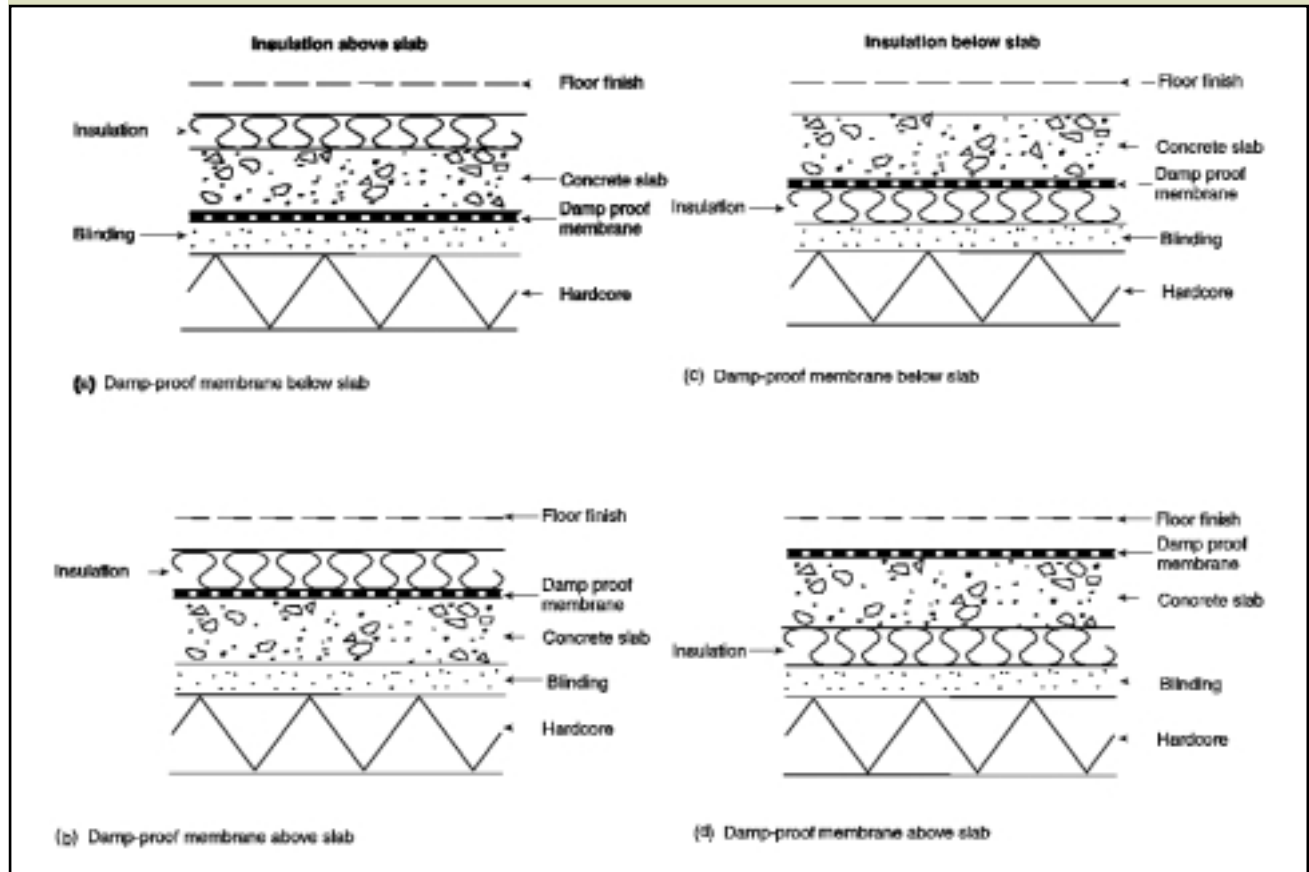 Insulation above slab
Floor finish
Insulation
Concrete slab
Damp proof
membrane
Blinding
Hardcore
(a) Damp-proof membrane below slab
Insulation below slab
Floor finish
Concrete slab
Damp proof
membrane
Insulation
Blinding
Hardcore
(c) Damp-proof membrane below slab
Floor finish
Insulation
Damp proof
membrane
Concrete slab
Blinding
Hardcore
(b) Damp-proof membrane above slab
Floor finish
Damp proof
membrane
Concrete slab
Insulation
Blinding
Hardcore
(d) Damp-proof membrane above slab